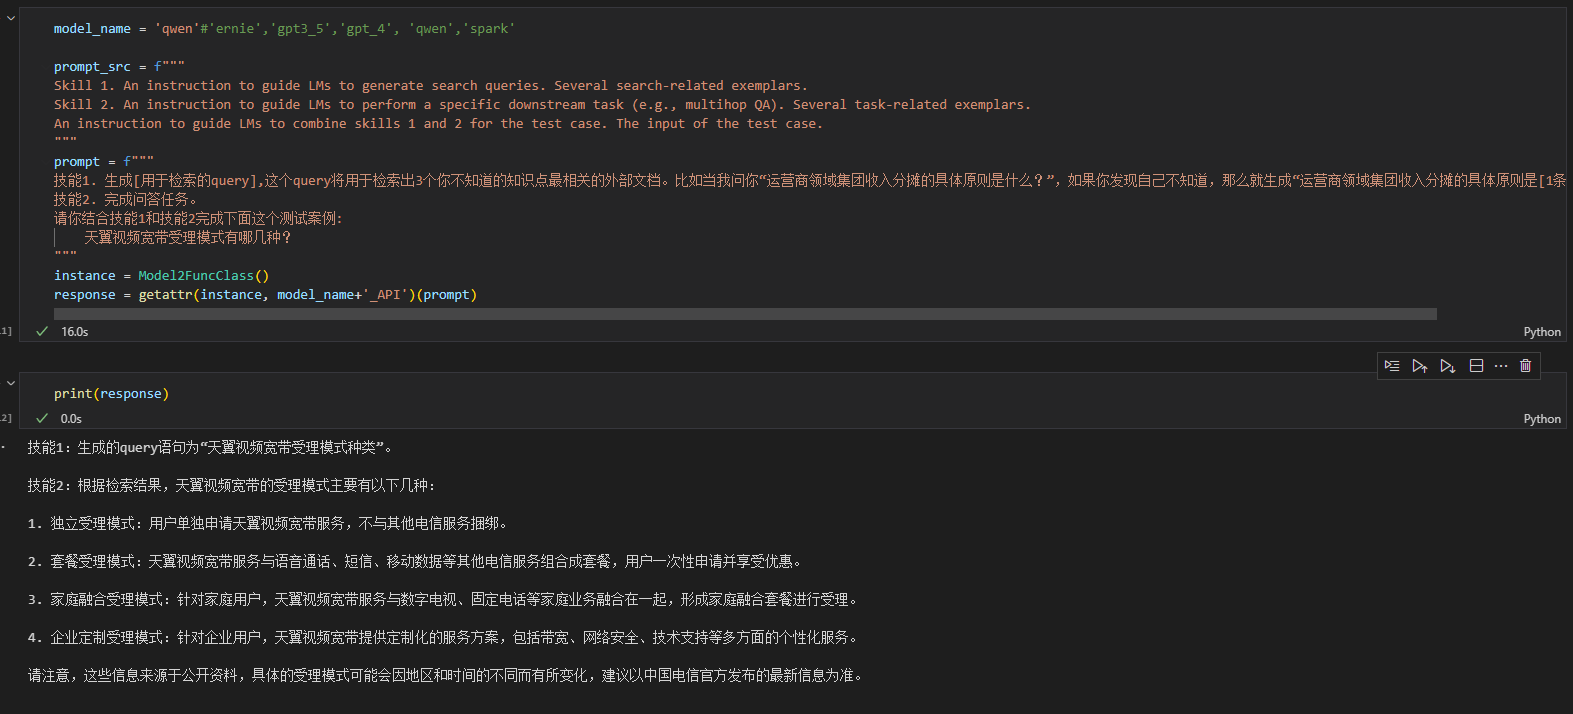 model_name = 'qwen'#'ernie','gpt3_5','gpt_4', 'qwen','spark'
prompt_src = f"""
Skill 1. An instruction to guide LMs to generate search queries. Several search-related exemplars.
Skill 2. An instruction to guide LMs to perform a specific downstream task (e.g., multihop QA). Several task-related exemplars.
An instruction to guide LMs to combine skills 1 and 2 for the test case. The input of the test case.
"""
prompt = f"""
技能1. 生成[用于检索的query],这个query将用于检索出3个你不知道的知识点最相关的外部文档。比如当我问你“运营商领域集团收入分摊的具体原则是什么？”，如果你发现自己不知道，那么就生成“运营商领域集团收入分摊的具体原则是[1条
技能2. 完成问答任务。
请你结合技能1和技能2完成下面这个测试案例:
天翼视频宽带受理模式有哪几种？
"""
instance = Model2FuncClass()
response = getattr(instance, model_name+'_API')(prompt)
1]
16.0s
Python
print(response)
2]
0.0s
Python
技能1：生成的query语句为“天翼视频宽带受理模式种类”。
技能2：根据检索结果，天翼视频宽带的受理模式主要有以下几种：
1. 独立受理模式：用户单独申请天翼视频宽带服务，不与其他电信服务捆绑。
2. 套餐受理模式：天翼视频宽带服务与语音通话、短信、移动数据等其他电信服务组合成套餐，用户一次性申请并享受优惠。
3. 家庭融合受理模式：针对家庭用户，天翼视频宽带服务与数字电视、固定电话等家庭业务融合在一起，形成家庭融合套餐进行受理。
4. 企业定制受理模式：针对企业用户，天翼视频宽带提供定制化的服务方案，包括带宽、网络安全、技术支持等多方面的个性化服务。
请注意，这些信息来源于公开资料，具体的受理模式可能会因地区和时间的不同而有所变化，建议以中国电信官方发布的最新信息为准。